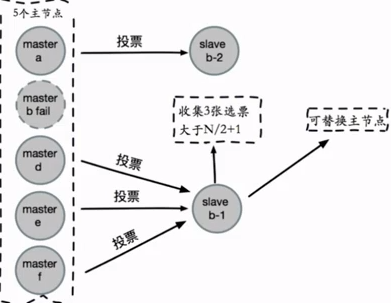 5个主节点
master
a
投票
slave
b-2
master
b fail
收集3张选票
大于N/2+1
可替换主节点
master
d
投票
slave
b-1
master
e
投票
master
f
投票